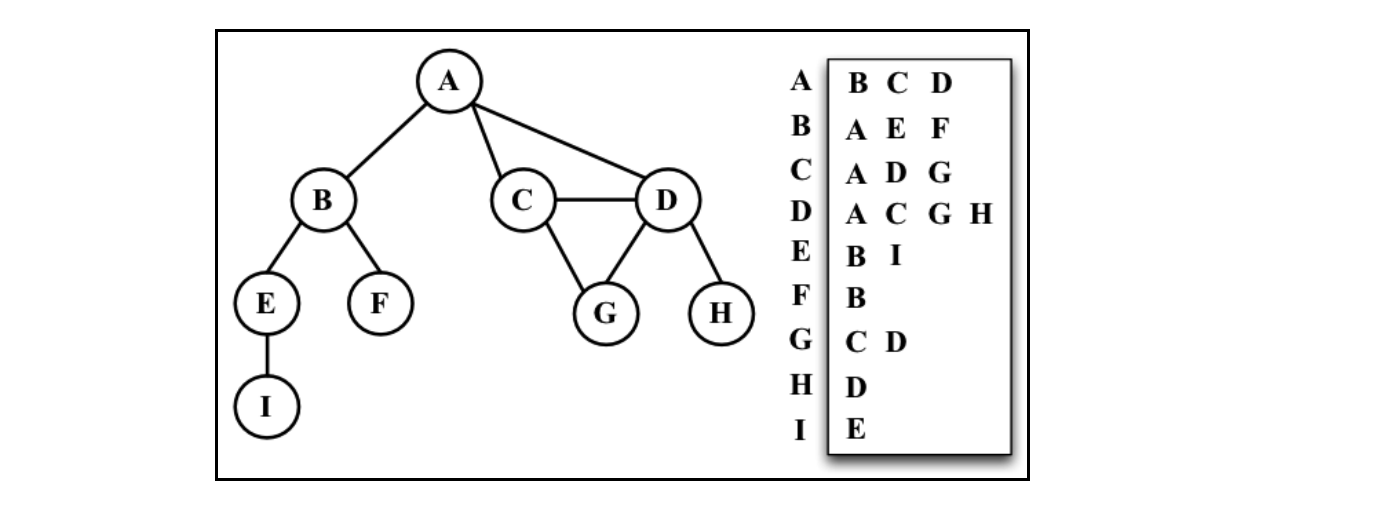 A
B C D
E F G H
I
A B C D
B A E F
C A D G
D A C G H
E B I
F B
G C D
H D
I E